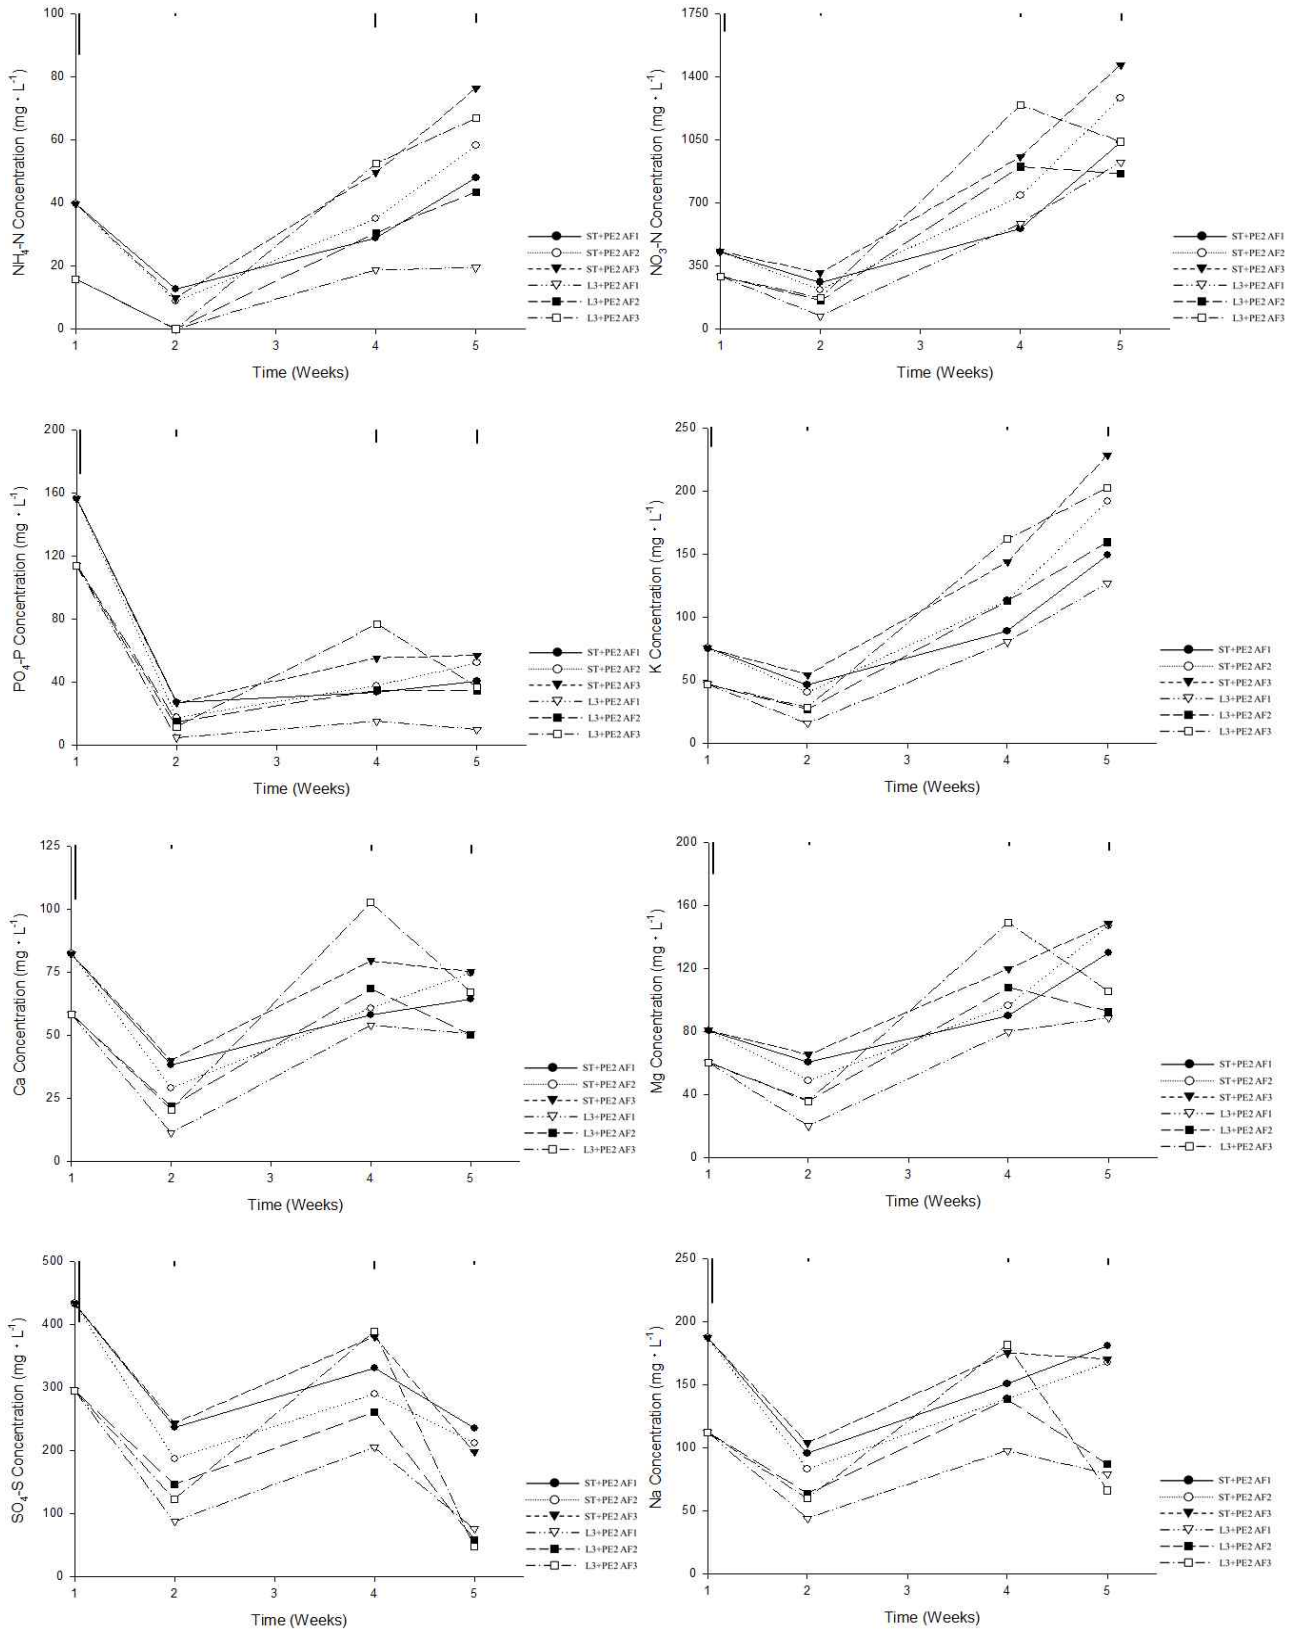 NH4-N Concentration (mg · L-1)
100
80
60
40
20
0
1 2 3 4 5
Time (Weeks)
ST+PE2 AF1
ST+PE2 AF2
ST+PE2 AF3
L3+PE2 AF1
L3+PE2 AF2
L3+PE2 AF3
NO3-N Concentration (mg · L-1)
1750
1400
1050
700
350
0
1 2 3 4 5
Time (Weeks)
ST+PE2 AF1
ST+PE2 AF2
ST+PE2 AF3
L3+PE2 AF1
L3+PE2 AF2
L3+PE2 AF3
PO4-P Concentration (mg · L-1)
200
160
120
80
40
0
1 2 3 4 5
Time (Weeks)
ST+PE2 AF1
ST+PE2 AF2
ST+PE2 AF3
L3+PE2 AF1
L3+PE2 AF2
L3+PE2 AF3
K Concentration (mg · L-1)
250
200
150
100
50
0
1 2 3 4 5
Time (Weeks)
ST+PE2 AF1
ST+PE2 AF2
ST+PE2 AF3
L3+PE2 AF1
L3+PE2 AF2
L3+PE2 AF3
Ca Concentration (mg · L-1)
125
100
75
50
25
0
1 2 3 4 5
Time (Weeks)
ST+PE2 AF1
ST+PE2 AF2
ST+PE2 AF3
L3+PE2 AF1
L3+PE2 AF2
L3+PE2 AF3
Mg Concentration (mg · L-1)
200
160
120
80
40
0
1 2 3 4 5
Time (Weeks)
ST+PE2 AF1
ST+PE2 AF2
ST+PE2 AF3
L3+PE2 AF1
L3+PE2 AF2
L3+PE2 AF3
SO4-S Concentration (mg · L-1)
500
400
300
200
100
0
1 2 3 4 5
Time (Weeks)
ST+PE2 AF1
ST+PE2 AF2
ST+PE2 AF3
L3+PE2 AF1
L3+PE2 AF2
L3+PE2 AF3
Na Concentration (mg · L-1)
250
200
150
100
50
0
1 2 3 4 5
Time (Weeks)
ST+PE2 AF1
ST+PE2 AF2
ST+PE2 AF3
L3+PE2 AF1
L3+PE2 AF2
L3+PE2 AF3